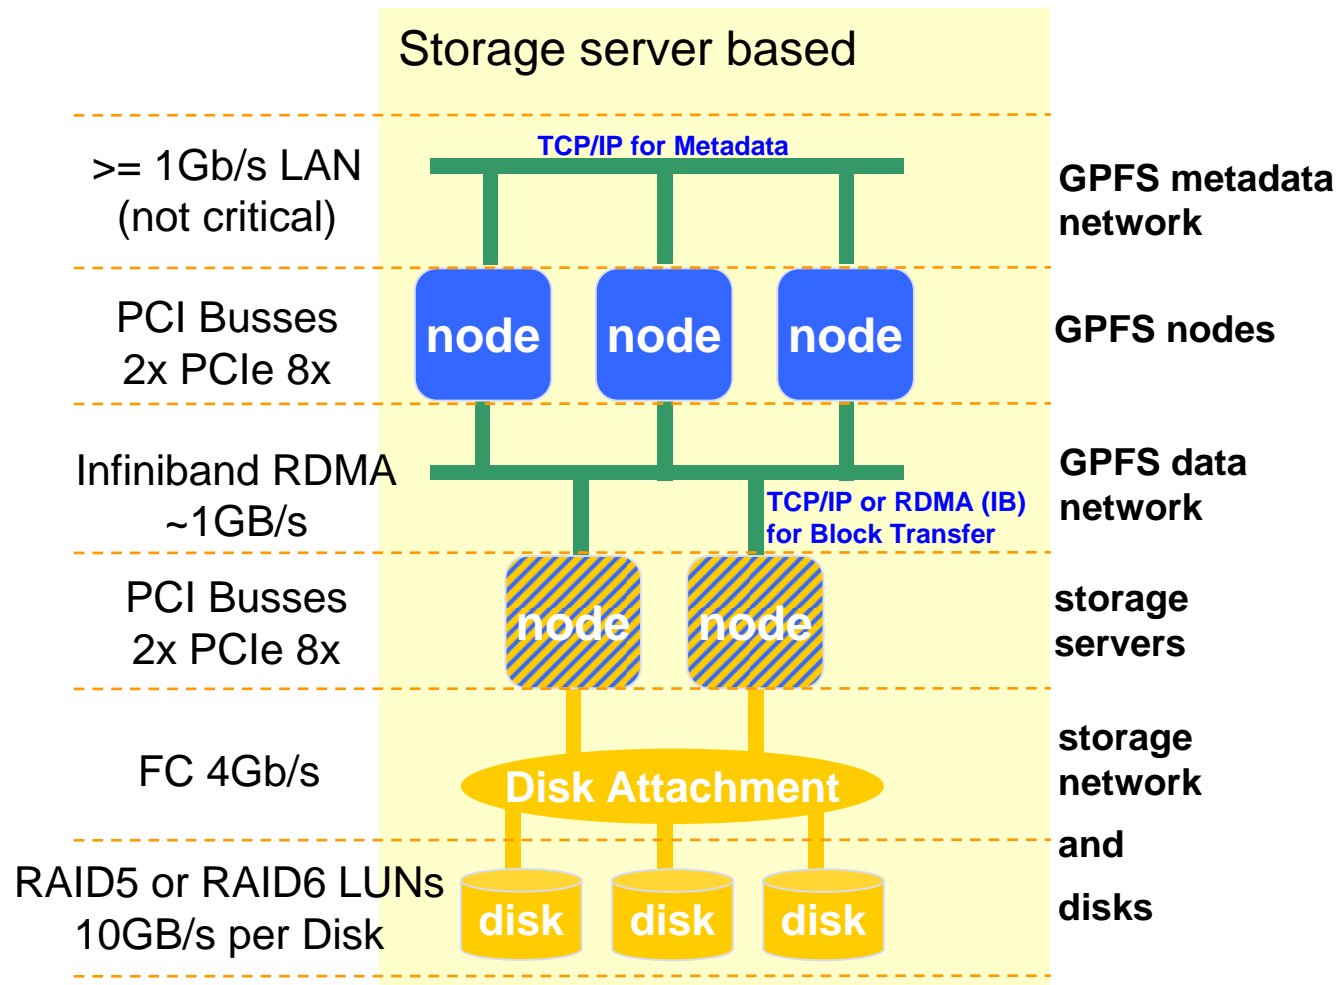 Storage server based
TCP/IP for Metadata
>= 1Gb/s LAN
(not critical)
GPFS metadata
network
PCI Busses
2x PCIe 8x
node
node
node
GPFS nodes
Infiniband RDMA
~1GB/s
TCP/IP or RDMA (IB)
for Block Transfer
GPFS data
network
PCI Busses
2x PCIe 8x
node
node
storage
servers
FC 4Gb/s
Disk Attachment
storage
network
and
RAID5 or RAID6 LUNs
10GB/s per Disk
disk
disk
disk
disks